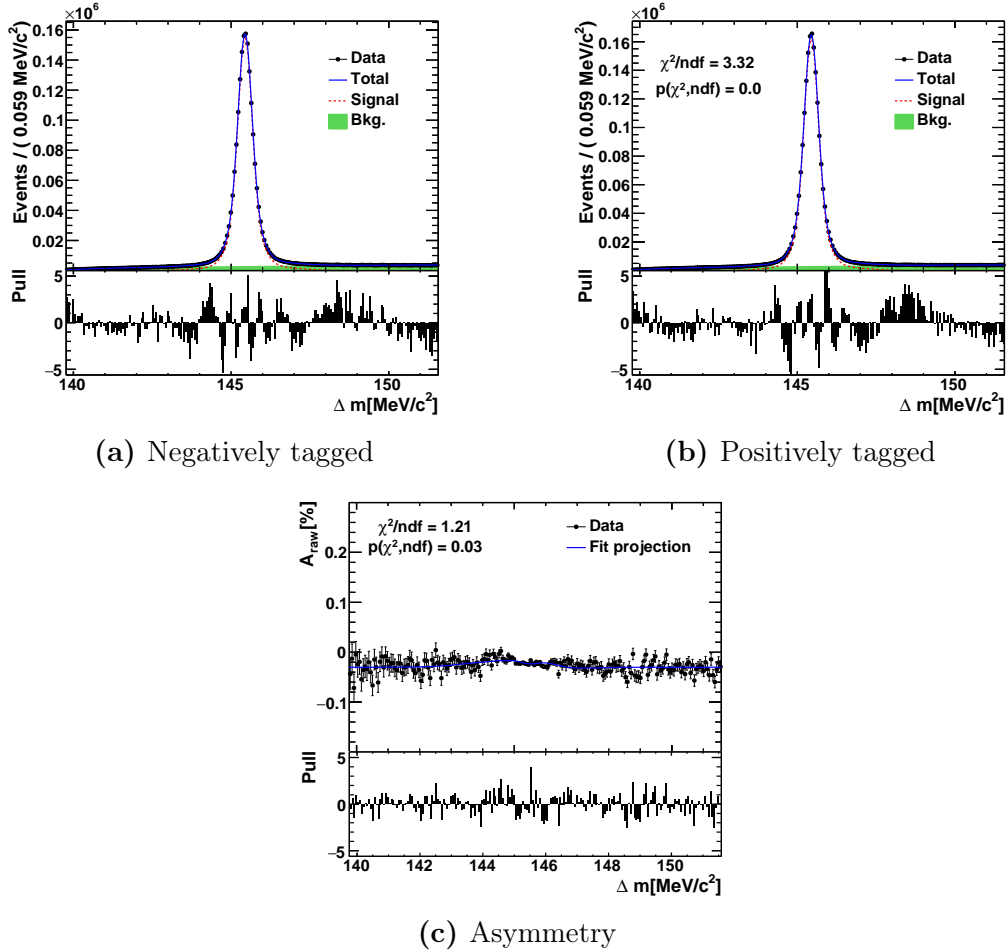 ×10⁶
Events / ( 0.059 MeV/c²)
0.16
0.14
0.12
0.1
0.08
0.06
0.04
0.02
Data
Total
Signal
Bkg.
Pull
5
0
−5
140
145
150
Δ m[MeV/c²]
(a) Negatively tagged
×10⁶
Events / ( 0.059 MeV/c²)
0.16
0.14
0.12
0.1
0.08
0.06
0.04
0.02
χ²/ndf = 3.32
p(χ²,ndf) = 0.0
Data
Total
Signal
Bkg.
Pull
5
0
−5
140
145
150
Δ m[MeV/c²]
(b) Positively tagged
A_raw[%]
0.2
0.1
0
−0.1
χ²/ndf = 1.21
p(χ²,ndf) = 0.03
Data
Fit projection
Pull
5
0
−5
140
142
144
146
148
150
Δ m[MeV/c²]
(c) Asymmetry